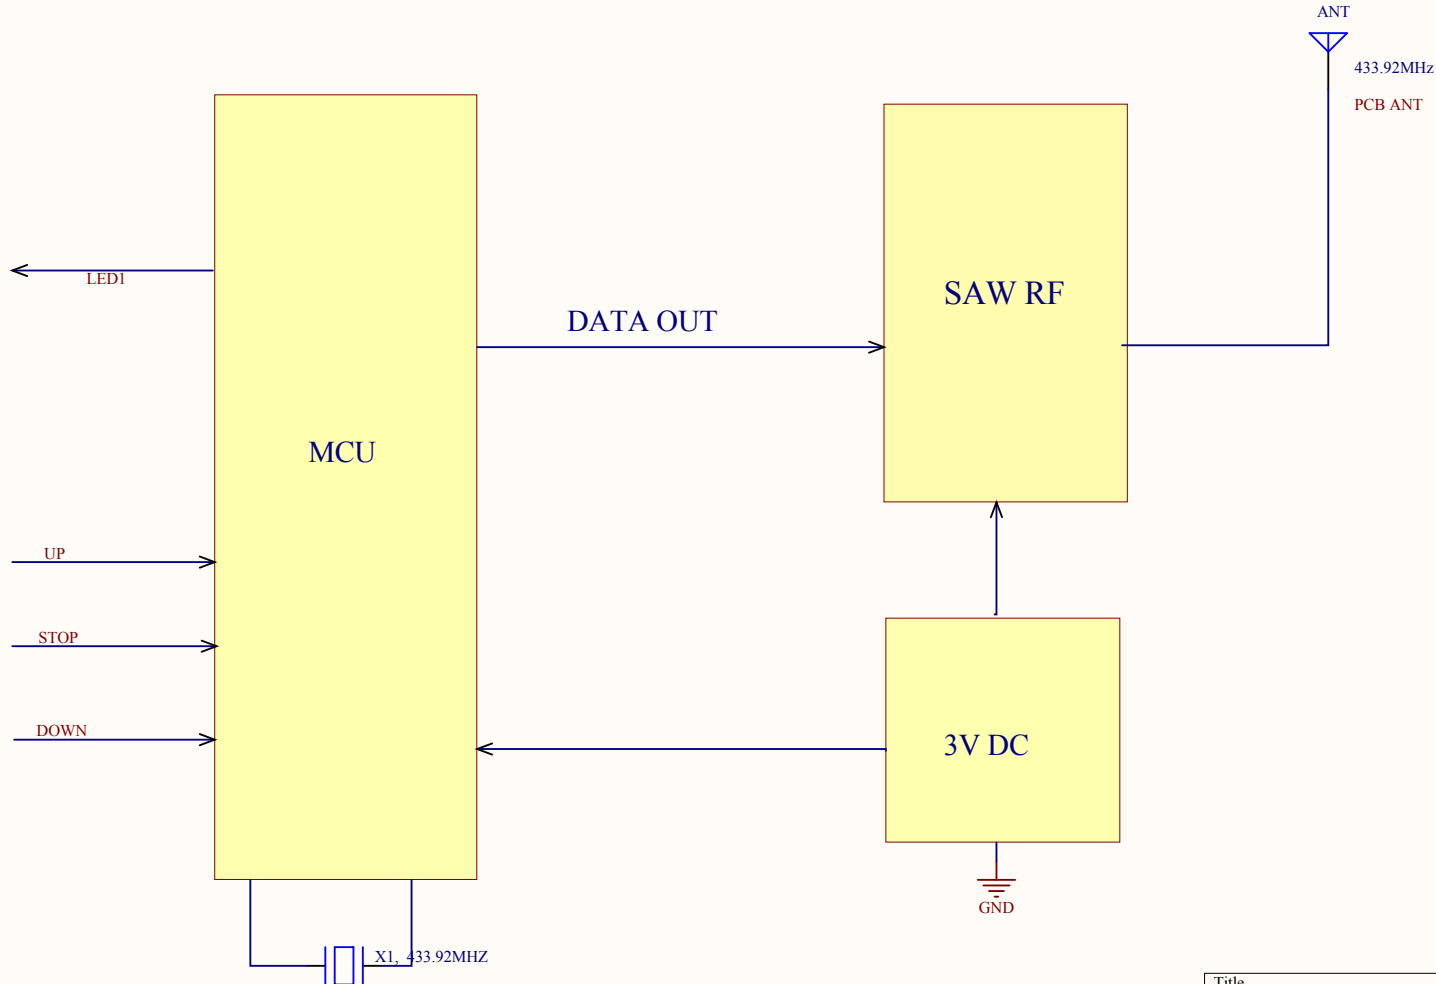 ANT
433.92MHz
PCB ANT
SAW RF
LED1
DATA OUT
MCU
UP
STOP
DOWN
3V DC
GND
X1, 433.92MHZ
Title